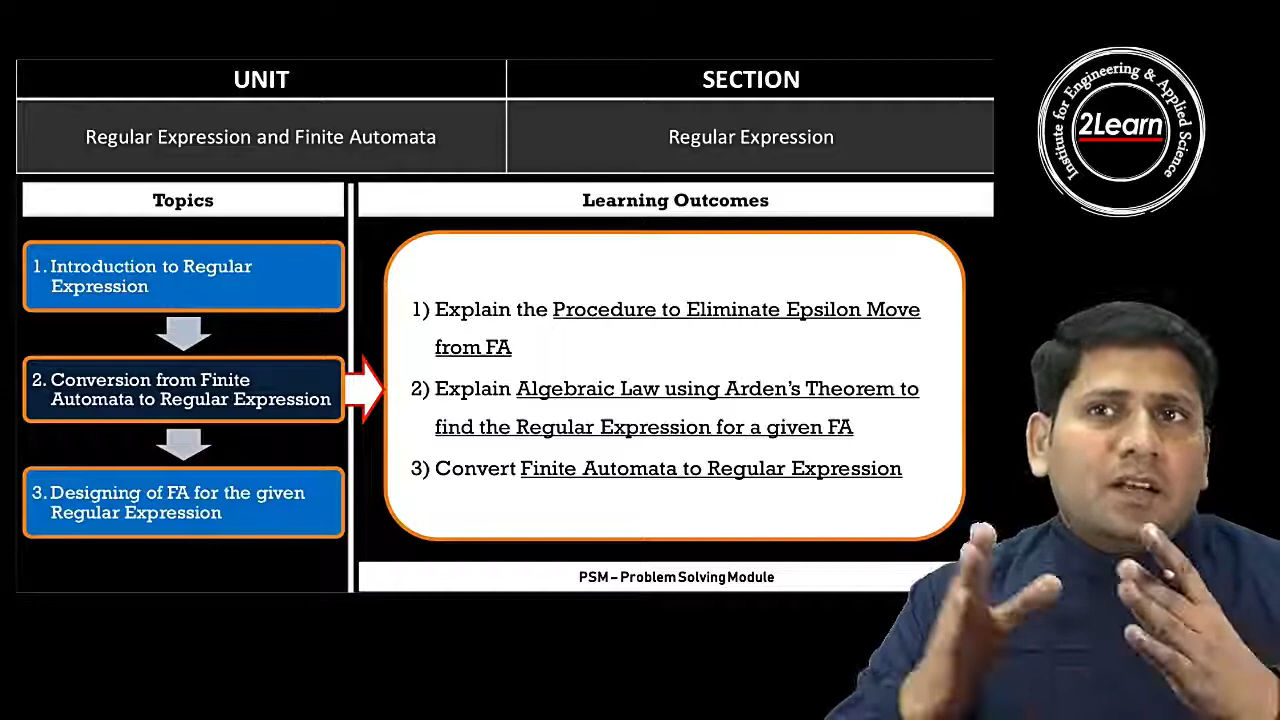 UNIT
SECTION
Regular Expression and Finite Automata
Regular Expression
Topics
Learning Outcomes
1. Introduction to Regular
Expression
2. Conversion from Finite
Automata to Regular Expression
3. Designing of FA for the given
Regular Expression
1) Explain the Procedure to Eliminate Epsilon Move
from FA
2) Explain Algebraic Law using Arden's Theorem to
find the Regular Expression for a given FA
3) Convert Finite Automata to Regular Expression
PSM – Problem Solving Module
Institute for Engineering & Applied Science
2Learn